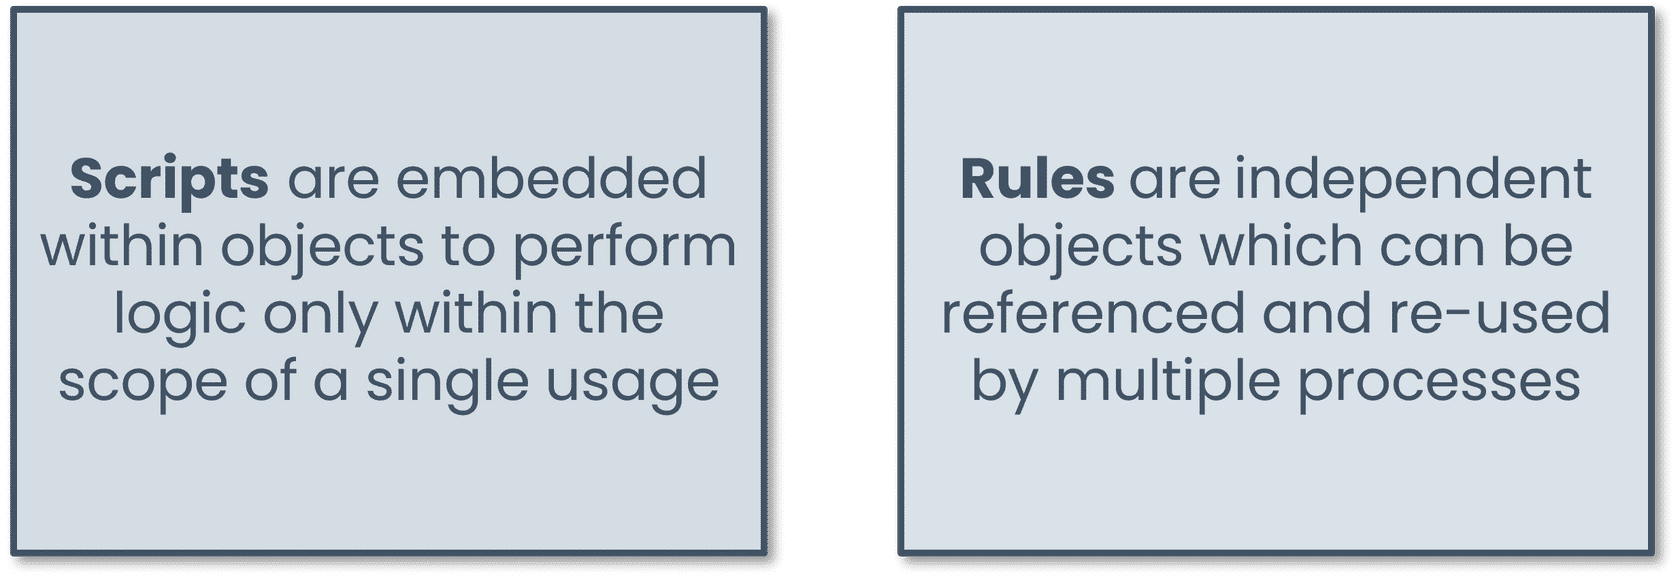 Scripts are embedded
within objects to perform
logic only within the
scope of a single usage
Rules are independent
objects which can be
referenced and re-used
by multiple processes